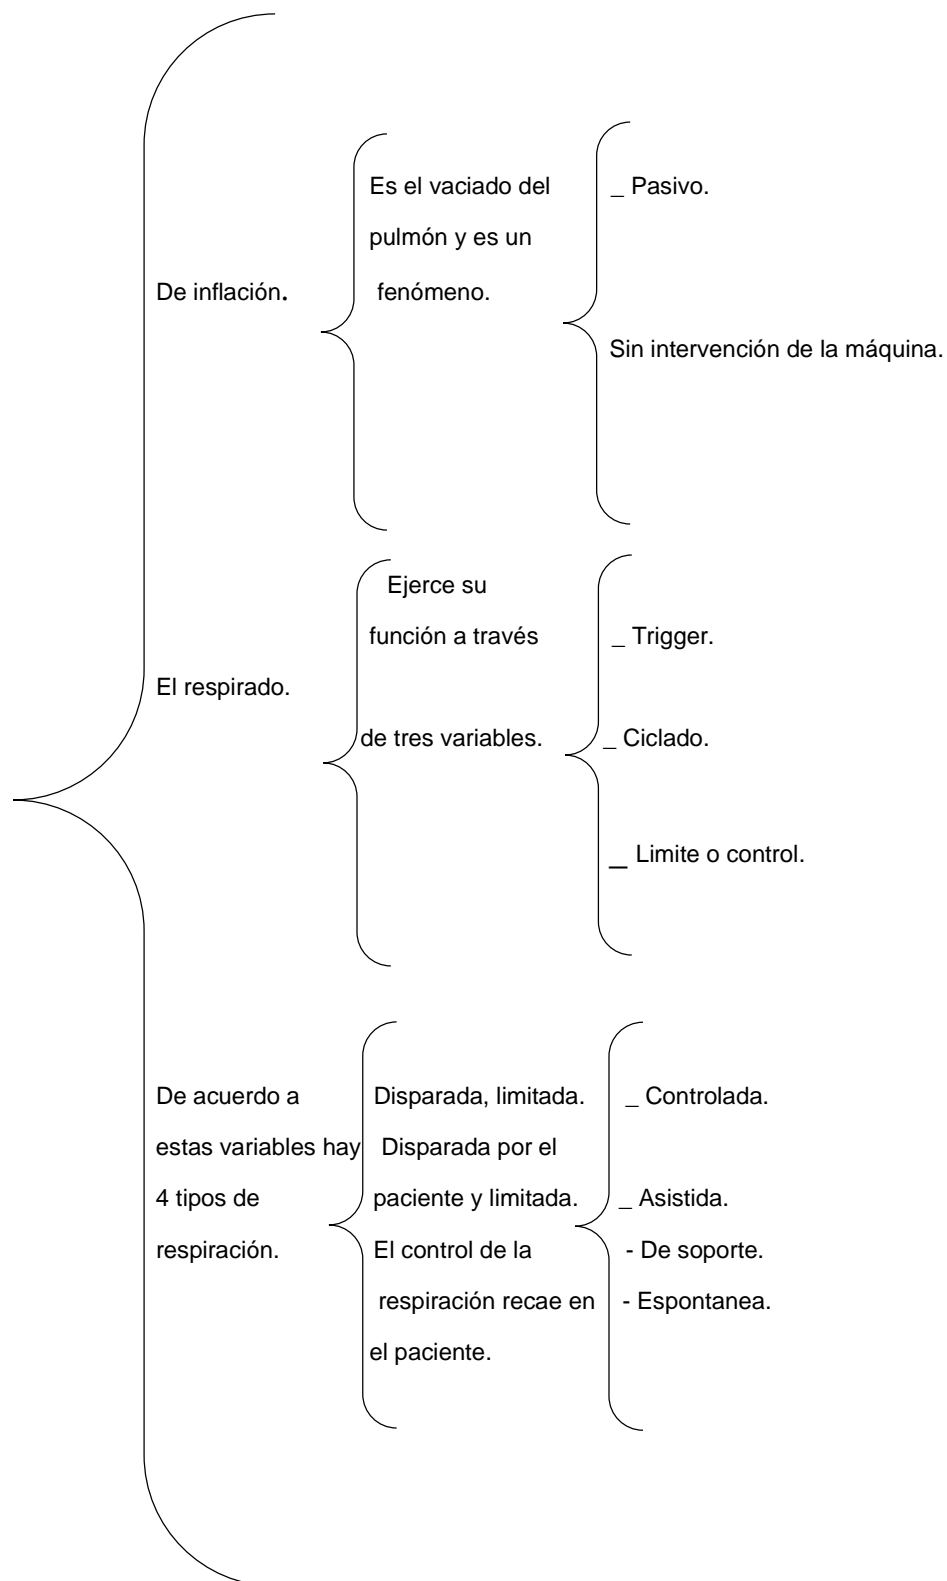 De inflación.
Es el vaciado del
pulmón y es un
fenómeno.
_ Pasivo.
Sin intervención de la máquina.
El respirado.
Ejerce su
función a través
de tres variables.
_ Trigger.
_ Ciclado.
_ Limite o control.
De acuerdo a
estas variables hay
4 tipos de
respiración.
Disparada, limitada.
Disparada por el
paciente y limitada.
El control de la
respiración recae en
el paciente.
_ Controlada.
_ Asistida.
- De soporte.
- Espontanea.